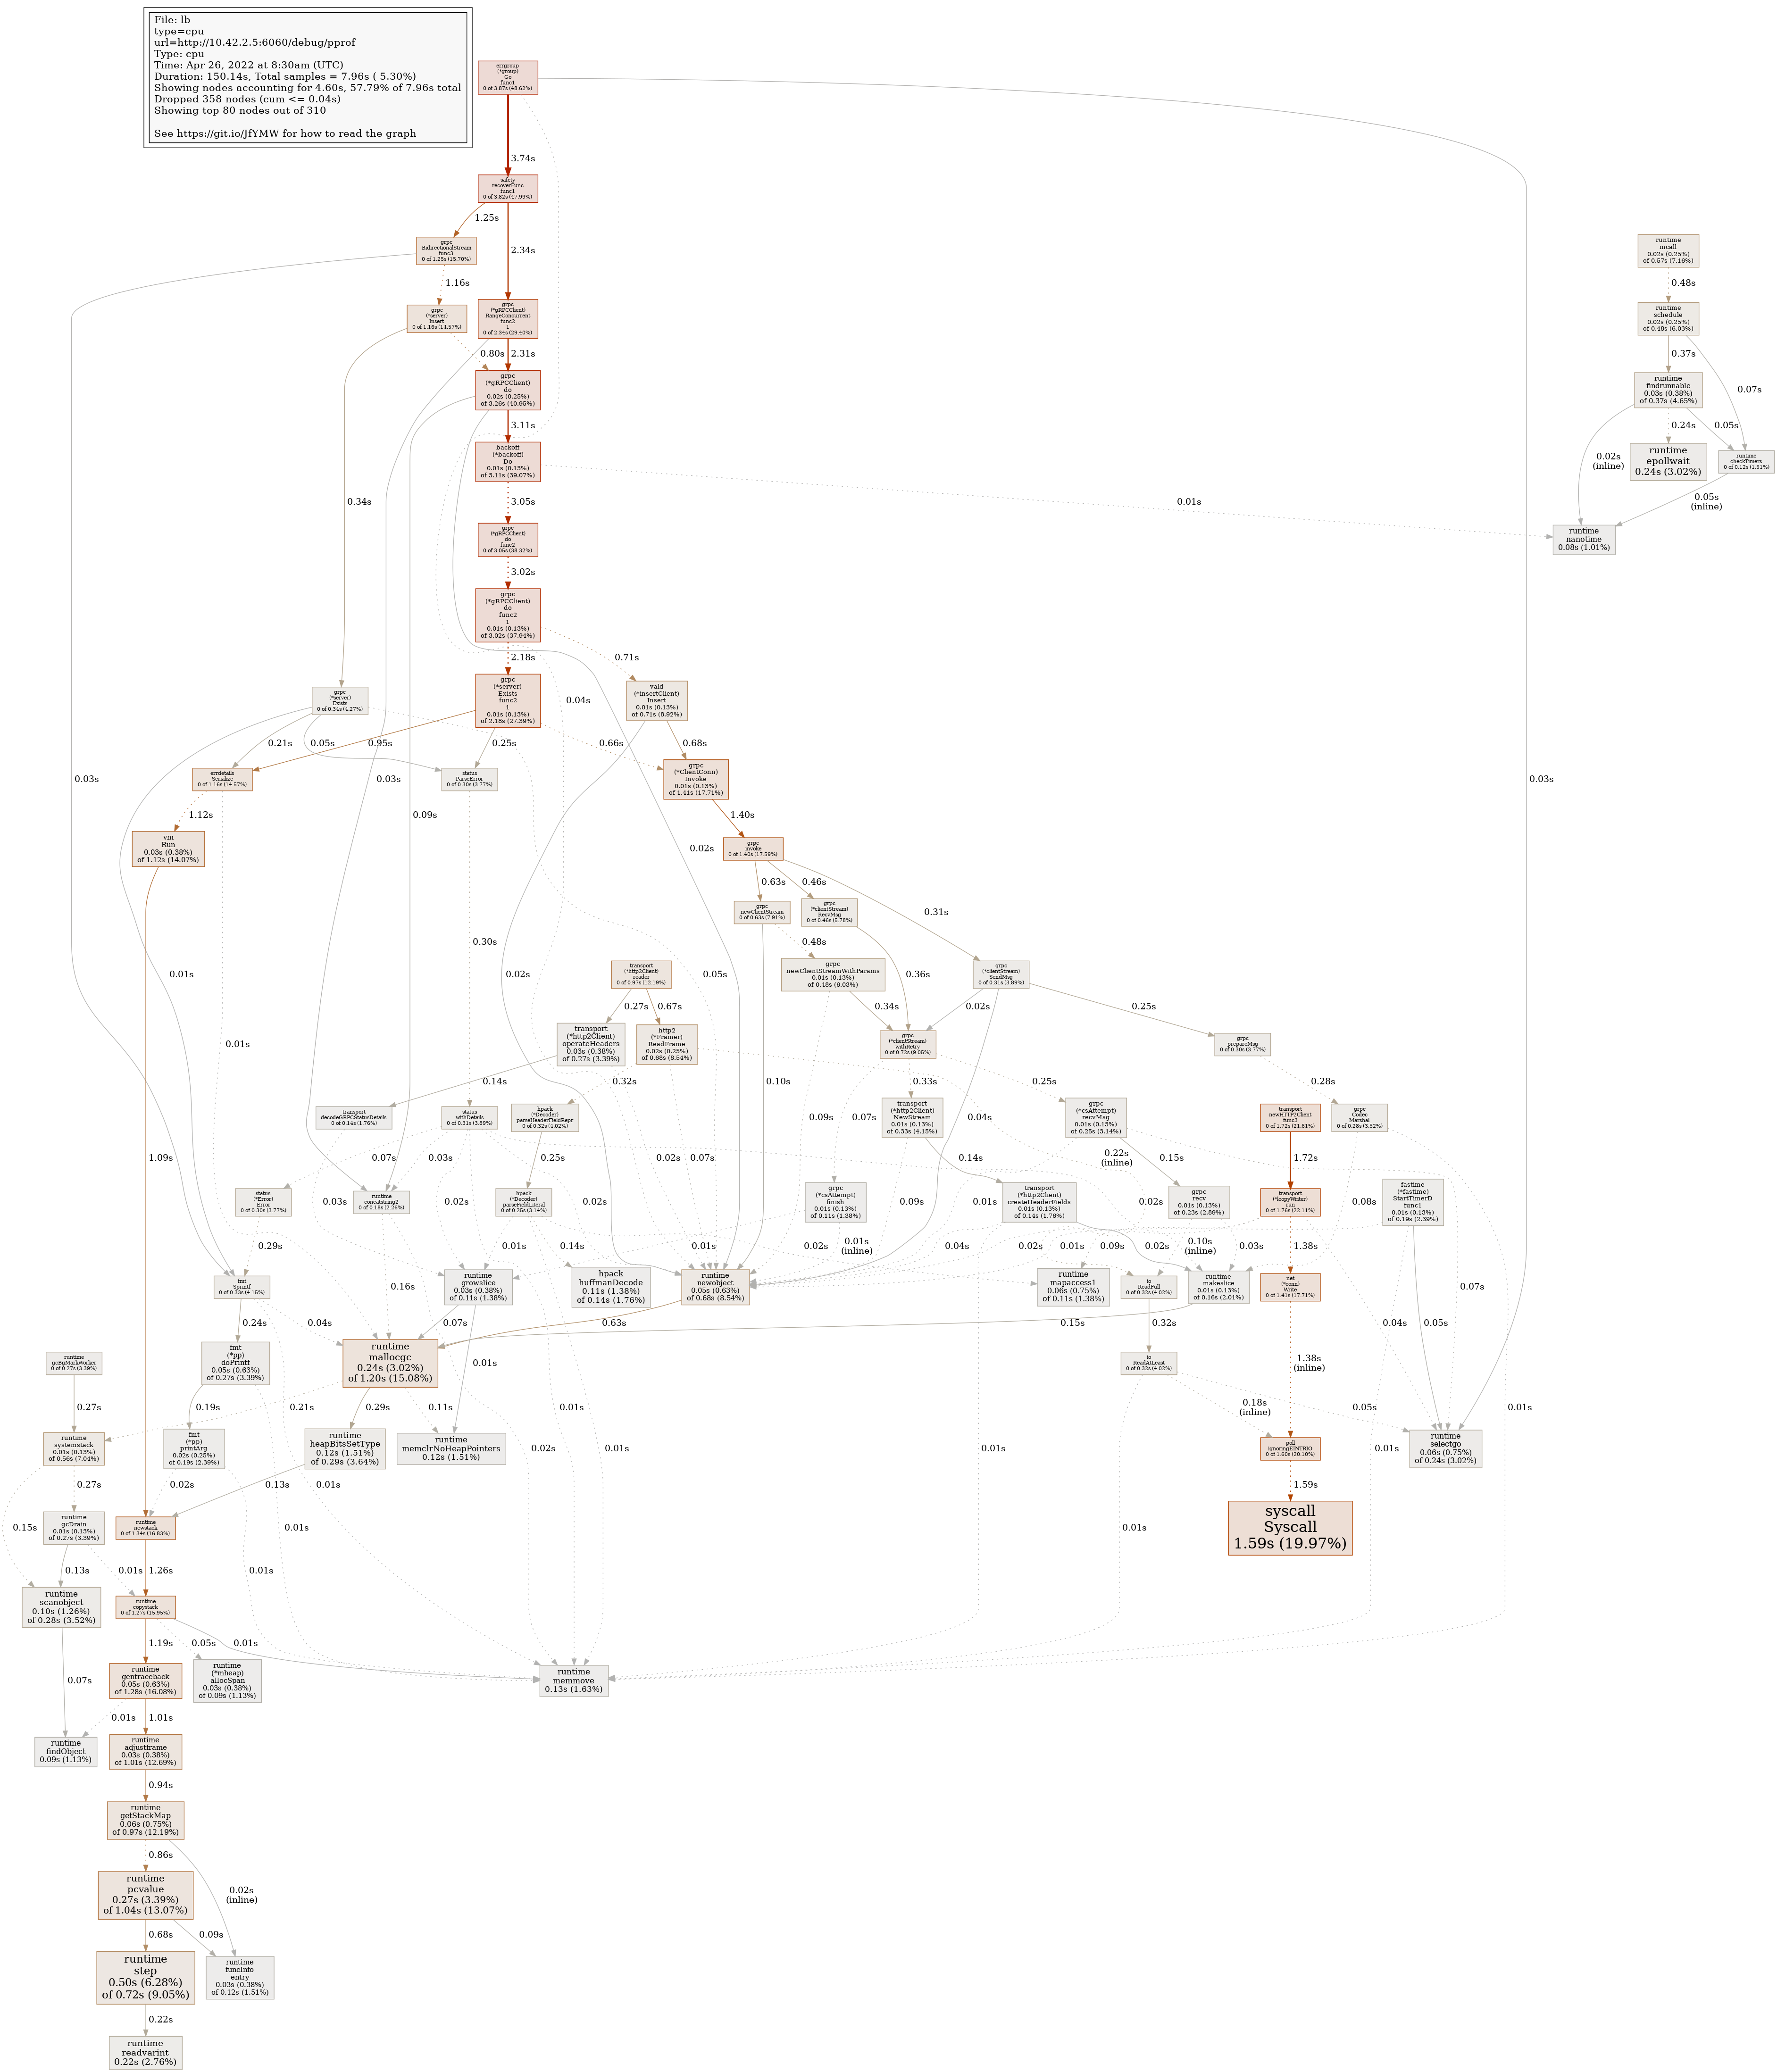 File: lb
type=cpu
url=http://10.42.2.5:6060/debug/pprof
Type: cpu
Time: Apr 26, 2022 at 8:30am (UTC)
Duration: 150.14s, Total samples = 7.96s ( 5.30%)
Showing nodes accounting for 4.60s, 57.79% of 7.96s total
Dropped 358 nodes (cum <= 0.04s)
Showing top 80 nodes out of 310
See https://git.io/JfYMW for how to read the graph
errgroup
(*group)
Go
func1
0 of 3.87s (48.62%)
3.74s
safety
recoverFunc
func1
0 of 3.82s (47.99%)
1.25s
2.34s
grpc
BidirectionalStream
func3
0 of 1.25s (15.70%)
runtime
mcall
0.02s (0.25%)
of 0.57s (7.16%)
1.16s
0.48s
grpc
(*server)
Insert
0 of 1.16s (14.57%)
grpc
(*gRPCClient)
RangeConcurrent
func2
1
0 of 2.34s (29.40%)
runtime
schedule
0.02s (0.25%)
of 0.48s (6.03%)
0.80s
2.31s
0.37s
0.07s
grpc
(*gRPCClient)
do
0.02s (0.25%)
of 3.26s (40.95%)
runtime
findrunnable
0.03s (0.38%)
of 0.37s (4.65%)
3.11s
0.24s
0.05s
0.02s
(inline)
backoff
(*backoff)
Do
0.01s (0.13%)
of 3.11s (39.07%)
runtime
epollwait
0.24s (3.02%)
runtime
checkTimers
0 of 0.12s (1.51%)
0.34s
3.05s
0.01s
0.05s
(inline)
grpc
(*gRPCClient)
do
func2
0 of 3.05s (38.32%)
runtime
nanotime
0.08s (1.01%)
3.02s
grpc
(*gRPCClient)
do
func2
1
0.01s (0.13%)
of 3.02s (37.94%)
2.18s
0.71s
grpc
(*server)
Exists
0 of 0.34s (4.27%)
0.04s
grpc
(*server)
Exists
func2
1
0.01s (0.13%)
of 2.18s (27.39%)
vald
(*insertClient)
Insert
0.01s (0.13%)
of 0.71s (8.92%)
0.21s
0.05s
0.95s
0.25s
0.66s
0.68s
0.03s
errdetails
Serialize
0 of 1.16s (14.57%)
0.03s
status
ParseError
0 of 0.30s (3.77%)
grpc
(*ClientConn)
Invoke
0.01s (0.13%)
of 1.41s (17.71%)
0.03s
1.12s
0.09s
1.40s
vm
Run
0.03s (0.38%)
of 1.12s (14.07%)
0.02s
grpc
invoke
0 of 1.40s (17.59%)
0.63s
0.46s
0.31s
grpc
newClientStream
0 of 0.63s (7.91%)
grpc
(*clientStream)
RecvMsg
0 of 0.46s (5.78%)
0.01s
0.30s
0.02s
0.05s
0.48s
0.36s
transport
(*http2Client)
reader
0 of 0.97s (12.19%)
grpc
newClientStreamWithParams
0.01s (0.13%)
of 0.48s (6.03%)
grpc
(*clientStream)
SendMsg
0 of 0.31s (3.89%)
0.27s
0.67s
0.34s
0.02s
0.25s
0.01s
transport
(*http2Client)
operateHeaders
0.03s (0.38%)
of 0.27s (3.39%)
http2
(*Framer)
ReadFrame
0.02s (0.25%)
of 0.68s (8.54%)
grpc
(*clientStream)
withRetry
0 of 0.72s (9.05%)
grpc
prepareMsg
0 of 0.30s (3.77%)
0.14s
0.32s
0.10s
0.33s
0.25s
0.28s
transport
decodeGRPCStatusDetails
0 of 0.14s (1.76%)
status
withDetails
0 of 0.31s (3.89%)
hpack
(*Decoder)
parseHeaderFieldRepr
0 of 0.32s (4.02%)
0.09s
0.07s
0.04s
transport
(*http2Client)
NewStream
0.01s (0.13%)
of 0.33s (4.15%)
grpc
(*csAttempt)
recvMsg
0.01s (0.13%)
of 0.25s (3.14%)
transport
newHTTP2Client
func3
0 of 1.72s (21.61%)
grpc
Codec
Marshal
0 of 0.28s (3.52%)
1.09s
0.07s
0.03s
0.25s
0.02s
0.07s
0.14s
0.22s
(inline)
0.15s
1.72s
status
(*Error)
Error
0 of 0.30s (3.77%)
0.03s
runtime
concatstring2
0 of 0.18s (2.26%)
0.02s
hpack
(*Decoder)
parseFieldLiteral
0 of 0.25s (3.14%)
0.02s
grpc
(*csAttempt)
finish
0.01s (0.13%)
of 0.11s (1.38%)
0.09s
0.01s
transport
(*http2Client)
createHeaderFields
0.01s (0.13%)
of 0.14s (1.76%)
0.02s
grpc
recv
0.01s (0.13%)
of 0.23s (2.89%)
transport
(*loopyWriter)
run
0 of 1.76s (22.11%)
0.08s
fastime
(*fastime)
StartTimerD
func1
0.01s (0.13%)
of 0.19s (2.39%)
0.29s
0.01s
0.14s
0.01s
0.02s
0.01s
(inline)
0.04s
0.02s
0.01s
0.09s
0.02s
0.10s
(inline)
0.03s
1.38s
0.07s
fmt
Sprintf
0 of 0.33s (4.15%)
0.16s
runtime
growslice
0.03s (0.38%)
of 0.11s (1.38%)
hpack
huffmanDecode
0.11s (1.38%)
of 0.14s (1.76%)
runtime
newobject
0.05s (0.63%)
of 0.68s (8.54%)
runtime
mapaccess1
0.06s (0.75%)
of 0.11s (1.38%)
io
ReadFull
0 of 0.32s (4.02%)
runtime
makeslice
0.01s (0.13%)
of 0.16s (2.01%)
net
(*conn)
Write
0 of 1.41s (17.71%)
0.24s
0.04s
0.07s
0.63s
0.15s
0.32s
0.04s
0.05s
runtime
gcBgMarkWorker
0 of 0.27s (3.39%)
fmt
(*pp)
doPrintf
0.05s (0.63%)
of 0.27s (3.39%)
runtime
mallocgc
0.24s (3.02%)
of 1.20s (15.08%)
0.01s
io
ReadAtLeast
0 of 0.32s (4.02%)
1.38s
(inline)
0.27s
0.19s
0.21s
0.29s
0.11s
0.01s
0.18s
(inline)
0.05s
0.01s
0.01s
runtime
systemstack
0.01s (0.13%)
of 0.56s (7.04%)
fmt
(*pp)
printArg
0.02s (0.25%)
of 0.19s (2.39%)
runtime
heapBitsSetType
0.12s (1.51%)
of 0.29s (3.64%)
runtime
memclrNoHeapPointers
0.12s (1.51%)
0.02s
0.01s
0.01s
poll
ignoringEINTRIO
0 of 1.60s (20.10%)
runtime
selectgo
0.06s (0.75%)
of 0.24s (3.02%)
0.27s
0.02s
0.13s
0.01s
1.59s
0.15s
runtime
gcDrain
0.01s (0.13%)
of 0.27s (3.39%)
runtime
newstack
0 of 1.34s (16.83%)
0.01s
0.01s
syscall
Syscall
1.59s (19.97%)
0.13s
0.01s
1.26s
0.01s
runtime
scanobject
0.10s (1.26%)
of 0.28s (3.52%)
runtime
copystack
0 of 1.27s (15.95%)
1.19s
0.05s
0.01s
0.07s
runtime
gentraceback
0.05s (0.63%)
of 1.28s (16.08%)
runtime
(*mheap)
allocSpan
0.03s (0.38%)
of 0.09s (1.13%)
runtime
memmove
0.13s (1.63%)
0.01s
1.01s
runtime
findObject
0.09s (1.13%)
runtime
adjustframe
0.03s (0.38%)
of 1.01s (12.69%)
0.94s
runtime
getStackMap
0.06s (0.75%)
of 0.97s (12.19%)
0.86s
0.02s
(inline)
runtime
pcvalue
0.27s (3.39%)
of 1.04s (13.07%)
0.68s
0.09s
runtime
step
0.50s (6.28%)
of 0.72s (9.05%)
runtime
funcInfo
entry
0.03s (0.38%)
of 0.12s (1.51%)
0.22s
runtime
readvarint
0.22s (2.76%)